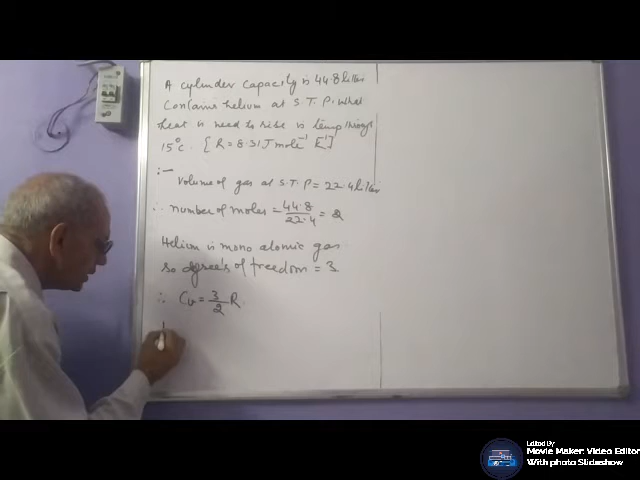 A cylinder capacity is 44.8 liter
Contains helium at S.T.P. what
heat is need to rise is temp through
15°c. [R = 8.31 J mole⁻¹ k⁻¹]
:— Volume of gas at S.T.P = 22.4 liter
∴ number of moles = 44.8/22.4 = 2
Helium is mono atomic gas
so degree's of freedom = 3
∴ Cv = 3/2 R.
Edited By
Movie Maker: Video Editor
With photo Slideshow